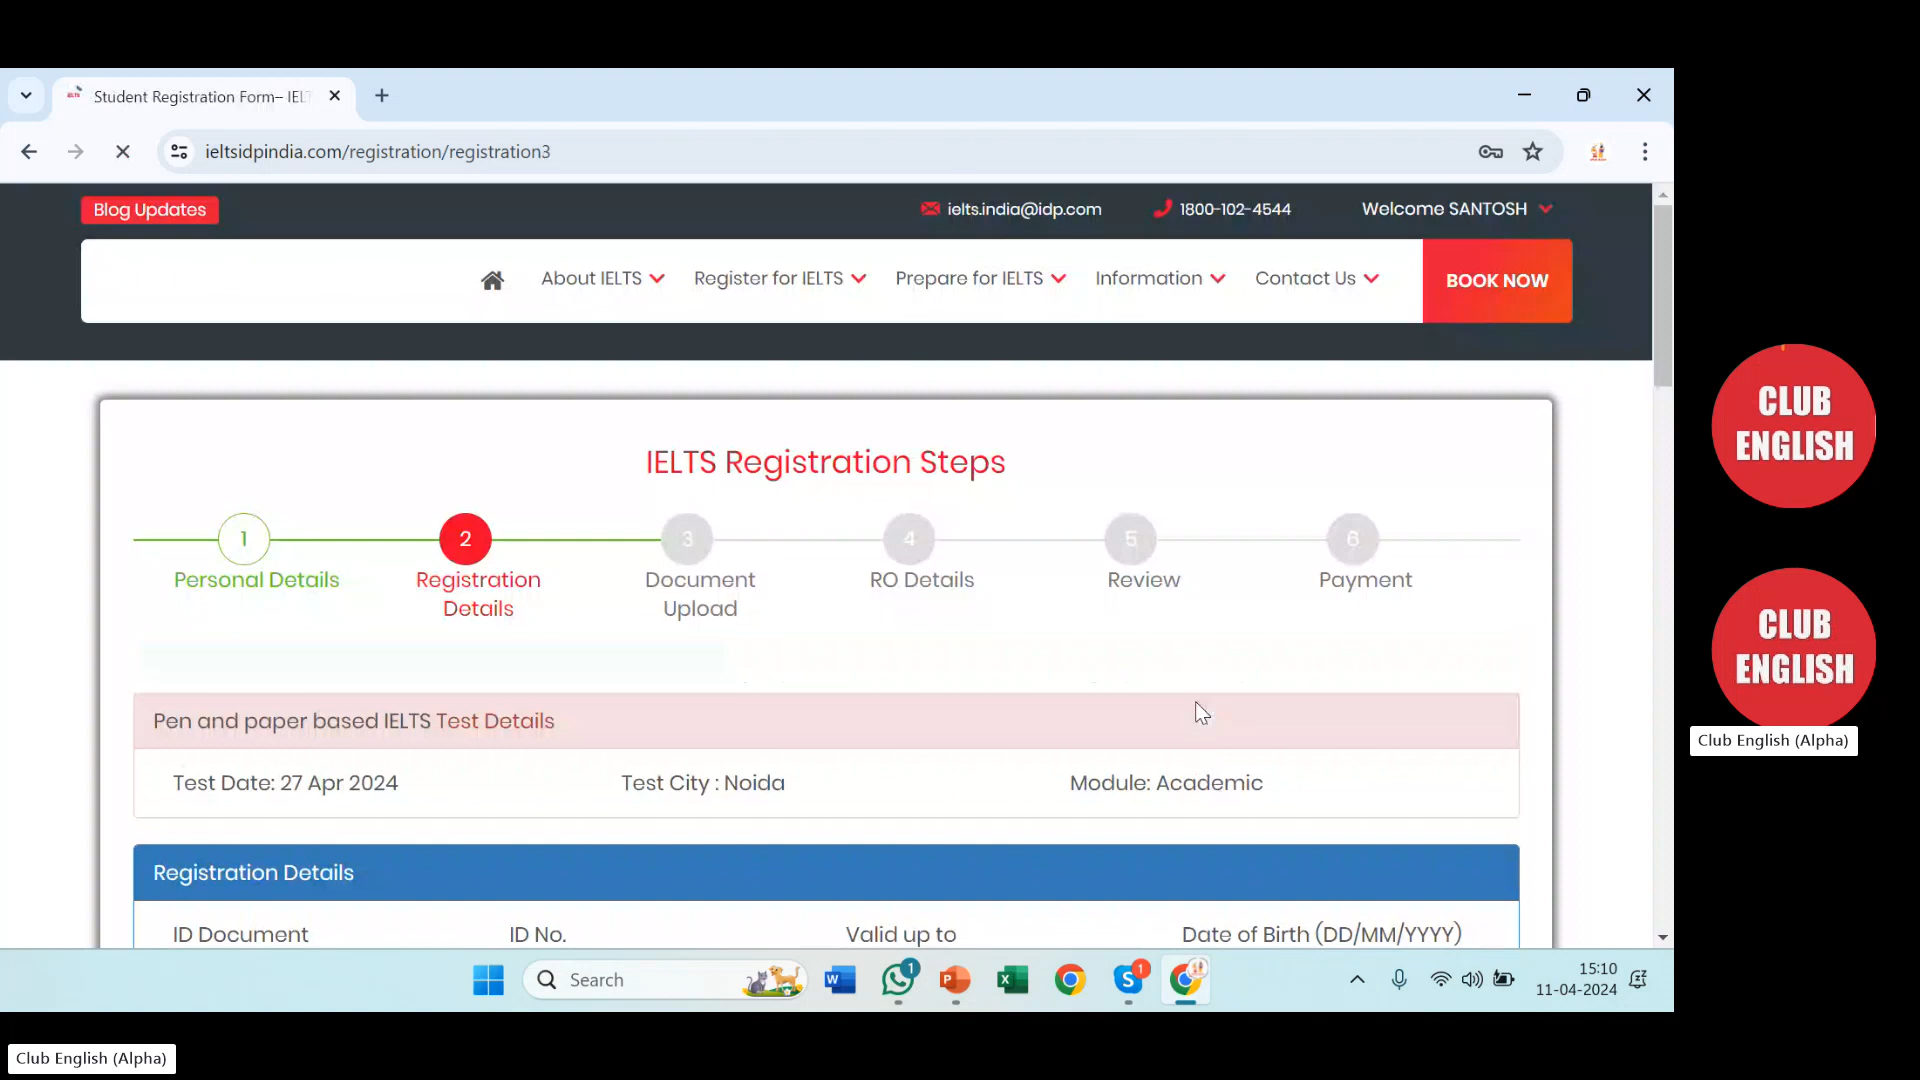 Student Registration Form– IEL
ieltsidpindia.com/registration/registration3
Blog Updates
ielts.india@idp.com
1800-102-4544
Welcome SANTOSH
About IELTS
Register for IELTS
Prepare for IELTS
Information
Contact Us
BOOK NOW
IELTS Registration Steps
1
2
3
4
5
6
Personal Details
Registration
Details
Document
Upload
RO Details
Review
Payment
Pen and paper based IELTS Test Details
Test Date: 27 Apr 2024
Test City : Noida
Module: Academic
Registration Details
ID Document
ID No.
Valid up to
Date of Birth (DD/MM/YYYY)
Search
W
1
P
X
S
1
15:10
11-04-2024
CLUB
ENGLISH
CLUB
ENGLISH
Club English (Alpha)
Club English (Alpha)